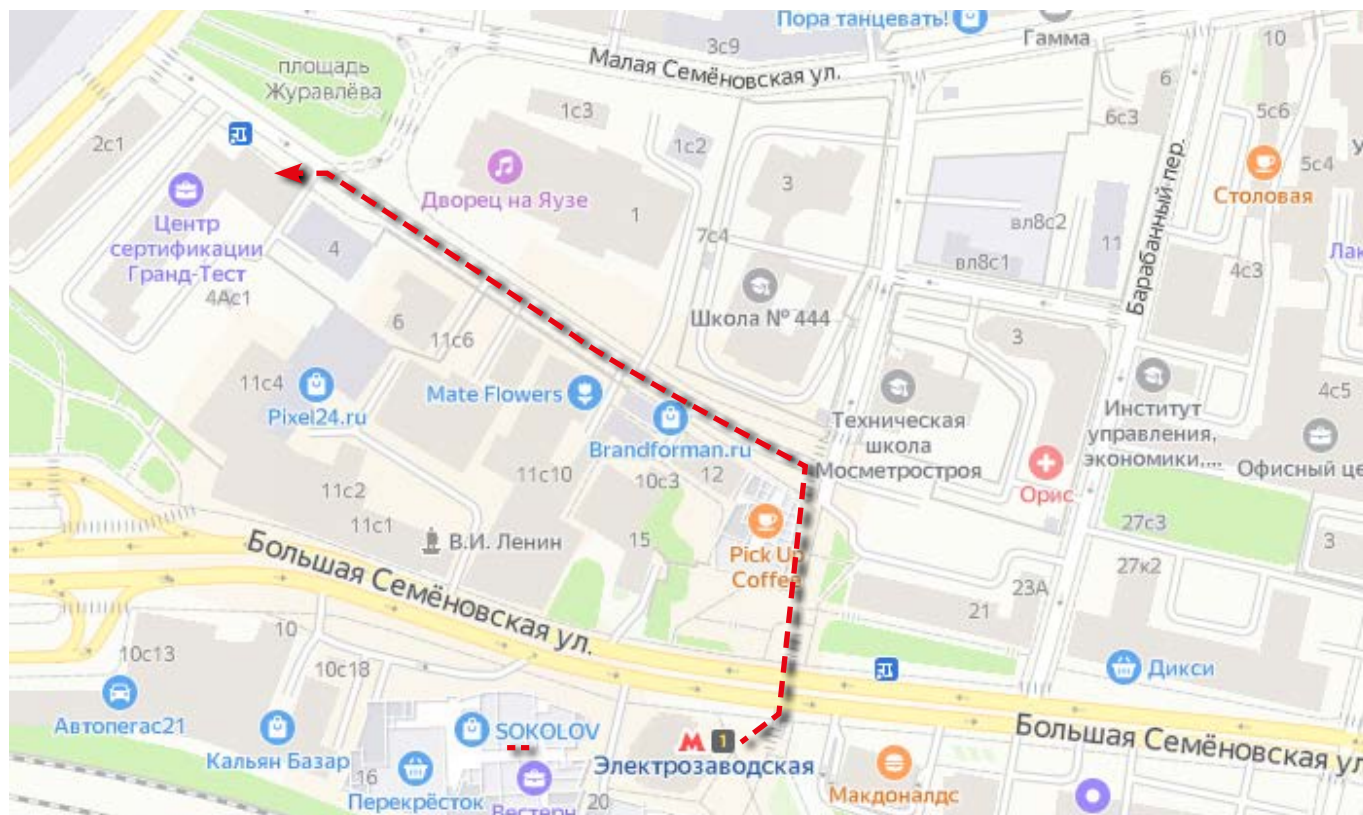 Пора танцевать!
3с9
Гамма
10
Малая Семёновская ул.
площадь
Журавлёва
6
1с3
6с3
5с6
2с1
1с2
5с4
Дворец на Яузе
3
Столовая
Барабанный пер.
Центр
сертификации
Гранд-Тест
4Ас1
4
1
7с4
вл8с2
11
вл8с1
4с3
Лак
Школа № 444
6
11с6
3
11с4
Pixel24.ru
Mate Flowers
Brandforman.ru
Техническая
школа
Мосметростроя
Институт
управления,
экономики,...
4с5
Офисный це
11с2
11с10
10с3
12
Орис
11с1
В.И. Ленин
15
Pick Up
Coffee
27с3
3
27к2
23А
21
Большая Семёновская ул.
10
10с13
10с18
Дикси
Автопегас21
SOKOLOV
1
Большая Семёновская ул
Кальян Базар
16
Электрозаводская
Перекрёсток
Вестерн
20
Макдоналдс